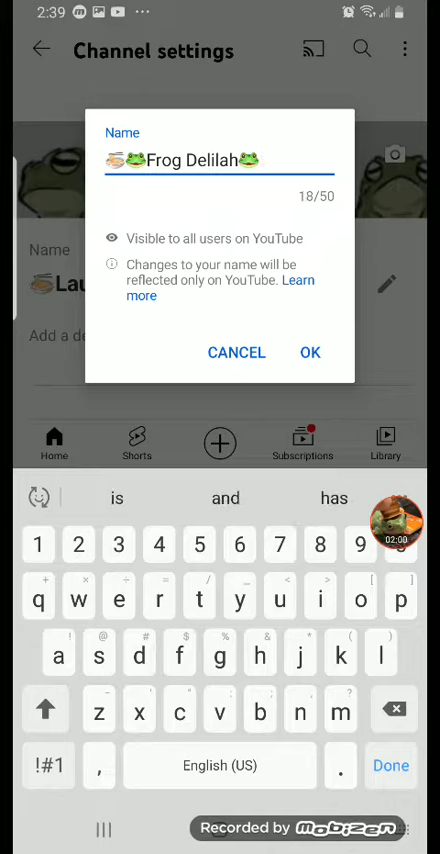 2:39
Channel settings
Name
🍜🐸Frog Delilah🐸
18/50
Visible to all users on YouTube
Changes to your name will be
reflected only on YouTube. Learn
more
CANCEL OK
Name
🍜Lau
Add a de
Home Shorts Subscriptions Library
is and has
02:00
1 2 3 4 5 6 7 8 9
+ × ÷ = / _ < > [ ]
q w e r t y u i o p
! @ # $ % ^ & * ( )
a s d f g h j k l
- ' " : ; , ?
z x c v b n m
!#1 , English (US) . Done
Recorded by mobizen